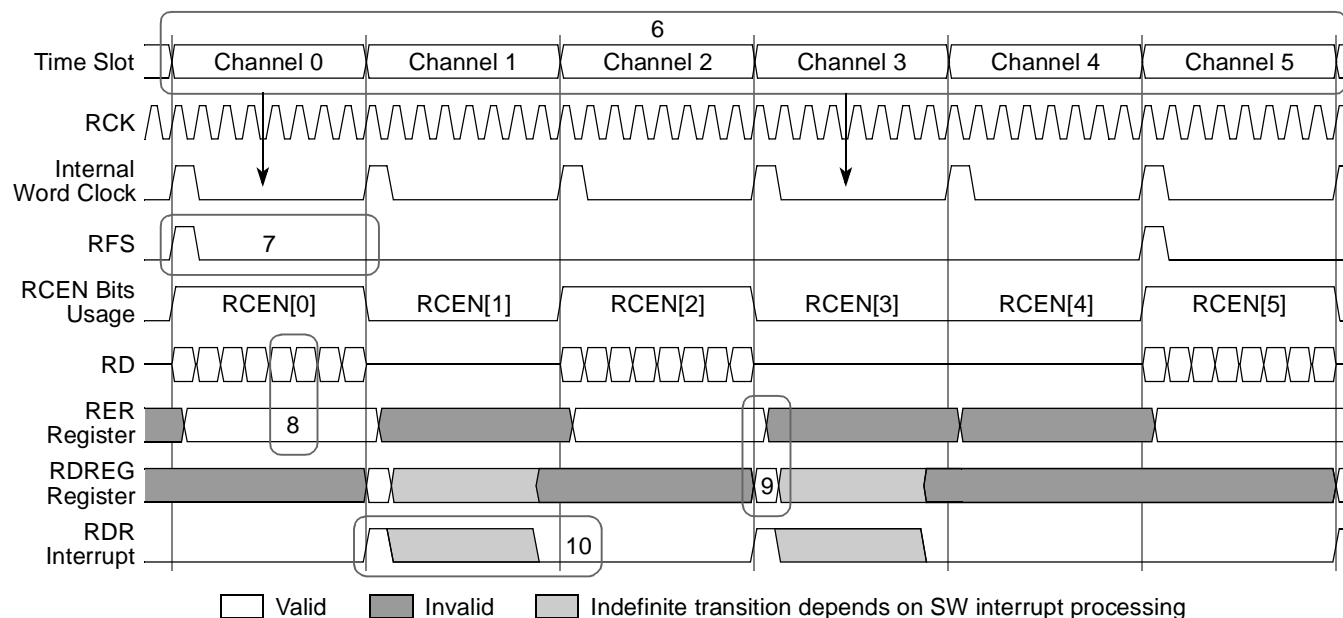 6
Time Slot Channel 0 Channel 1 Channel 2 Channel 3 Channel 4 Channel 5
RCK
Internal
Word Clock
RFS 7
RCEN Bits
Usage
RCEN[0] RCEN[1] RCEN[2] RCEN[3] RCEN[4] RCEN[5]
RD
RER
Register
8
RDREG
Register
9
RDR
Interrupt
10
Valid Invalid Indefinite transition depends on SW interrupt processing